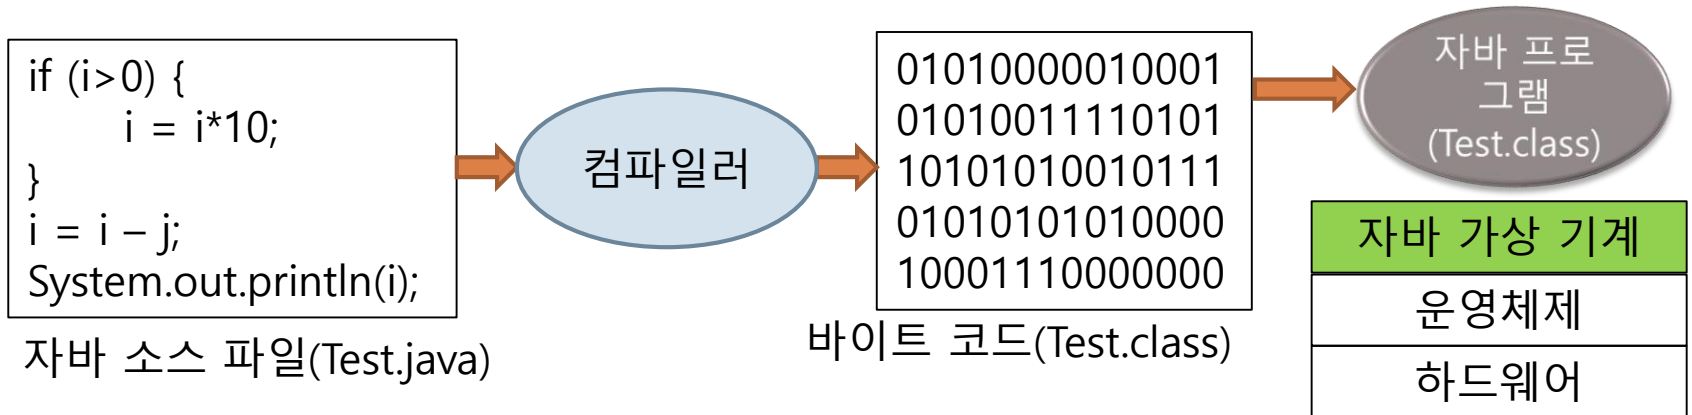 if (i>0) {
i = i*10;
}
i = i – j;
System.out.println(i);
자바 소스 파일(Test.java)
컴파일러
01010000010001
01010011110101
10101010010111
01010101010000
10001110000000
바이트 코드(Test.class)
자바 프로
그램
(Test.class)
자바 가상 기계
운영체제
하드웨어